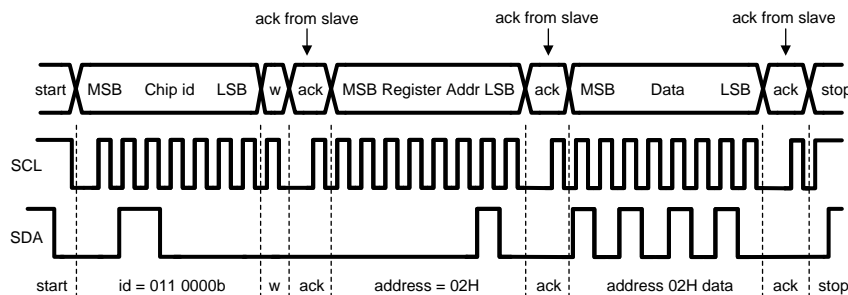 ack from slave ack from slave ack from slave
start MSB Chip id LSB w ack MSB Register Addr LSB ack MSB Data LSB ack stop
SCL
SDA
start id = 011 0000b w ack address = 02H ack address 02H data ack stop